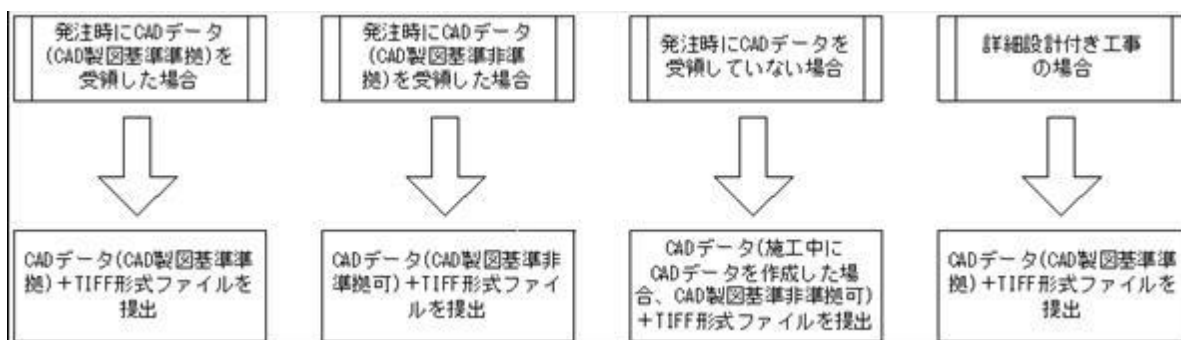 発注時にCADデータ
(CAD製図基準準拠)を
受領した場合
発注時にCADデータ
(CAD製図基準非準
拠)を受領した場合
発注時にCADデータを
受領していない場合
詳細設計付き工事
の場合
CADデータ(CAD製図基準準
拠)+TIFF形式ファイルを
提出
CADデータ(CAD製図基準非
準拠可)+TIFF形式ファイ
ルを提出
CADデータ(施工中に
CADデータを作成した場
合、CAD製図基準非準拠可)
+TIFF形式ファイルを提出
CADデータ(CAD製図基準準
拠)+TIFF形式ファイルを
提出